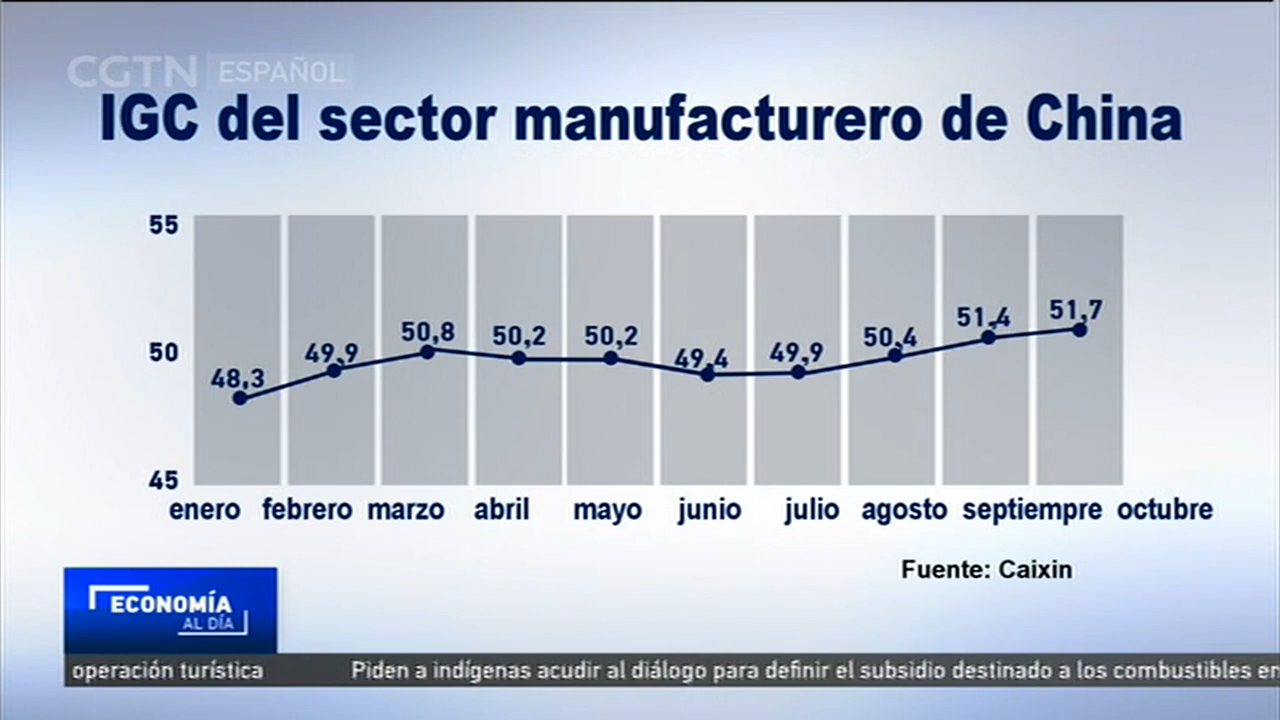 CGTN ESPAÑOL
IGC del sector manufacturero de China
55
50
45
48,3
49,9
50,8
50,2
50,2
49,4
49,9
50,4
51,4
51,7
enero febrero marzo abril mayo junio julio agosto septiempre octubre
Fuente: Caixin
ECONOMÍA
AL DÍA
operación turística Piden a indígenas acudir al diálogo para definir el subsidio destinado a los combustibles en